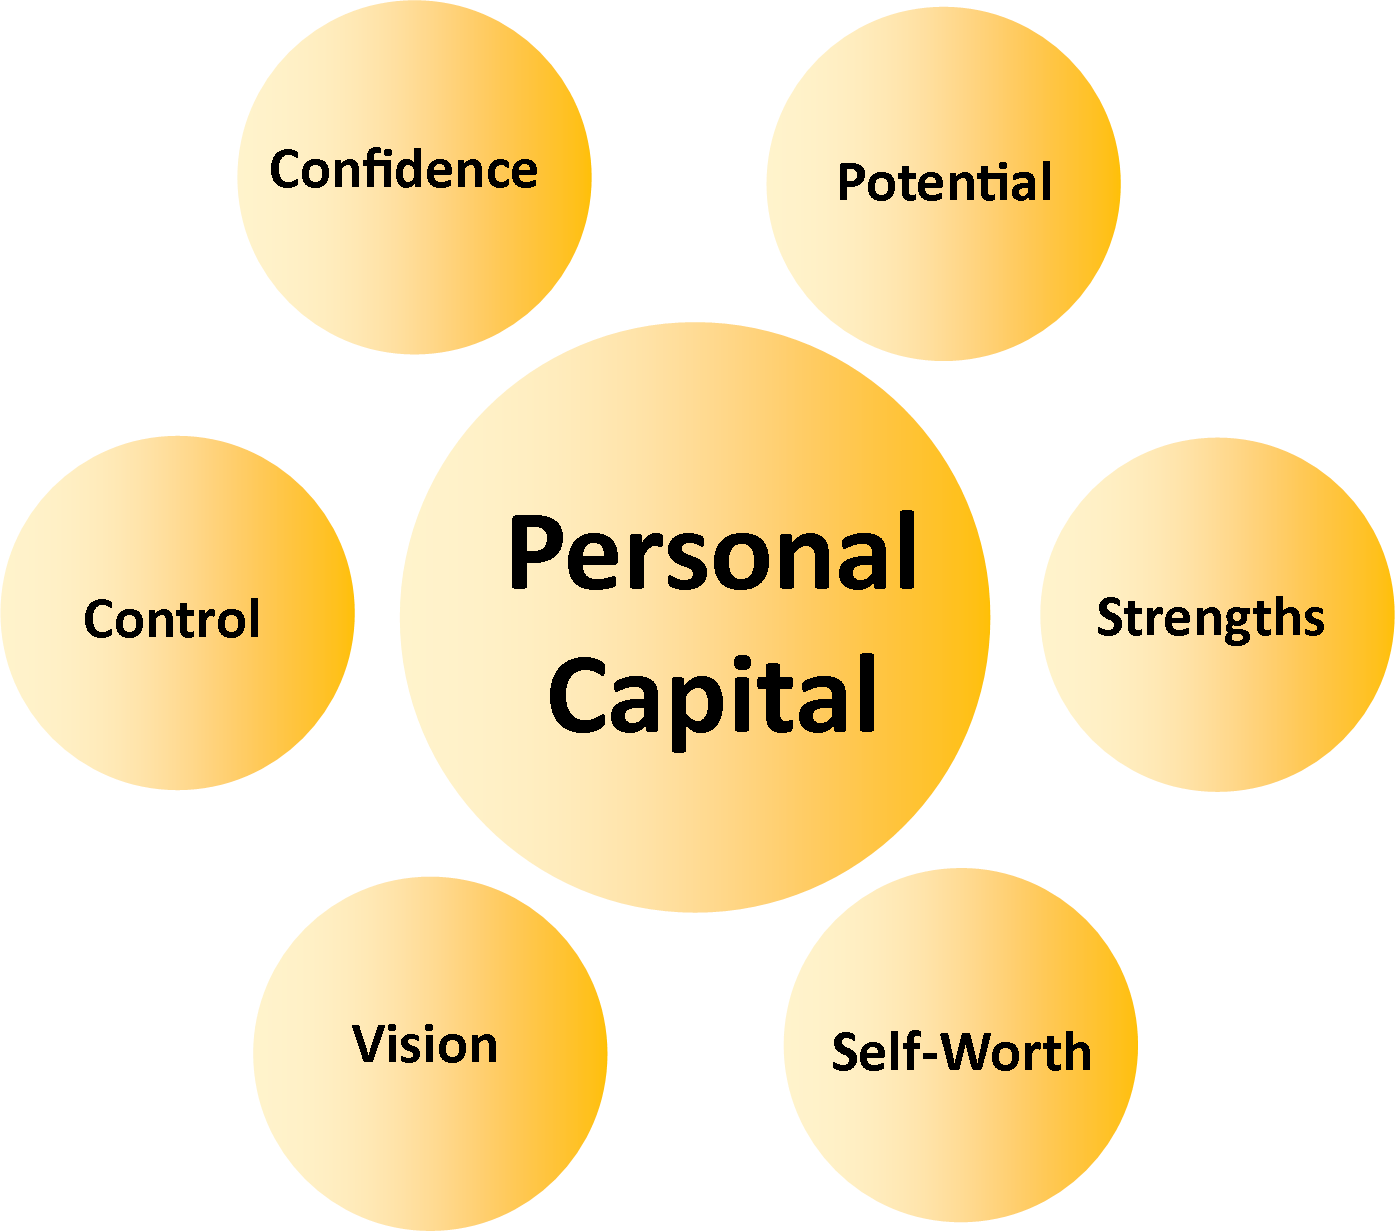 Confidence
Potential
Personal
Capital
Control
Strengths
Vision
Self-Worth